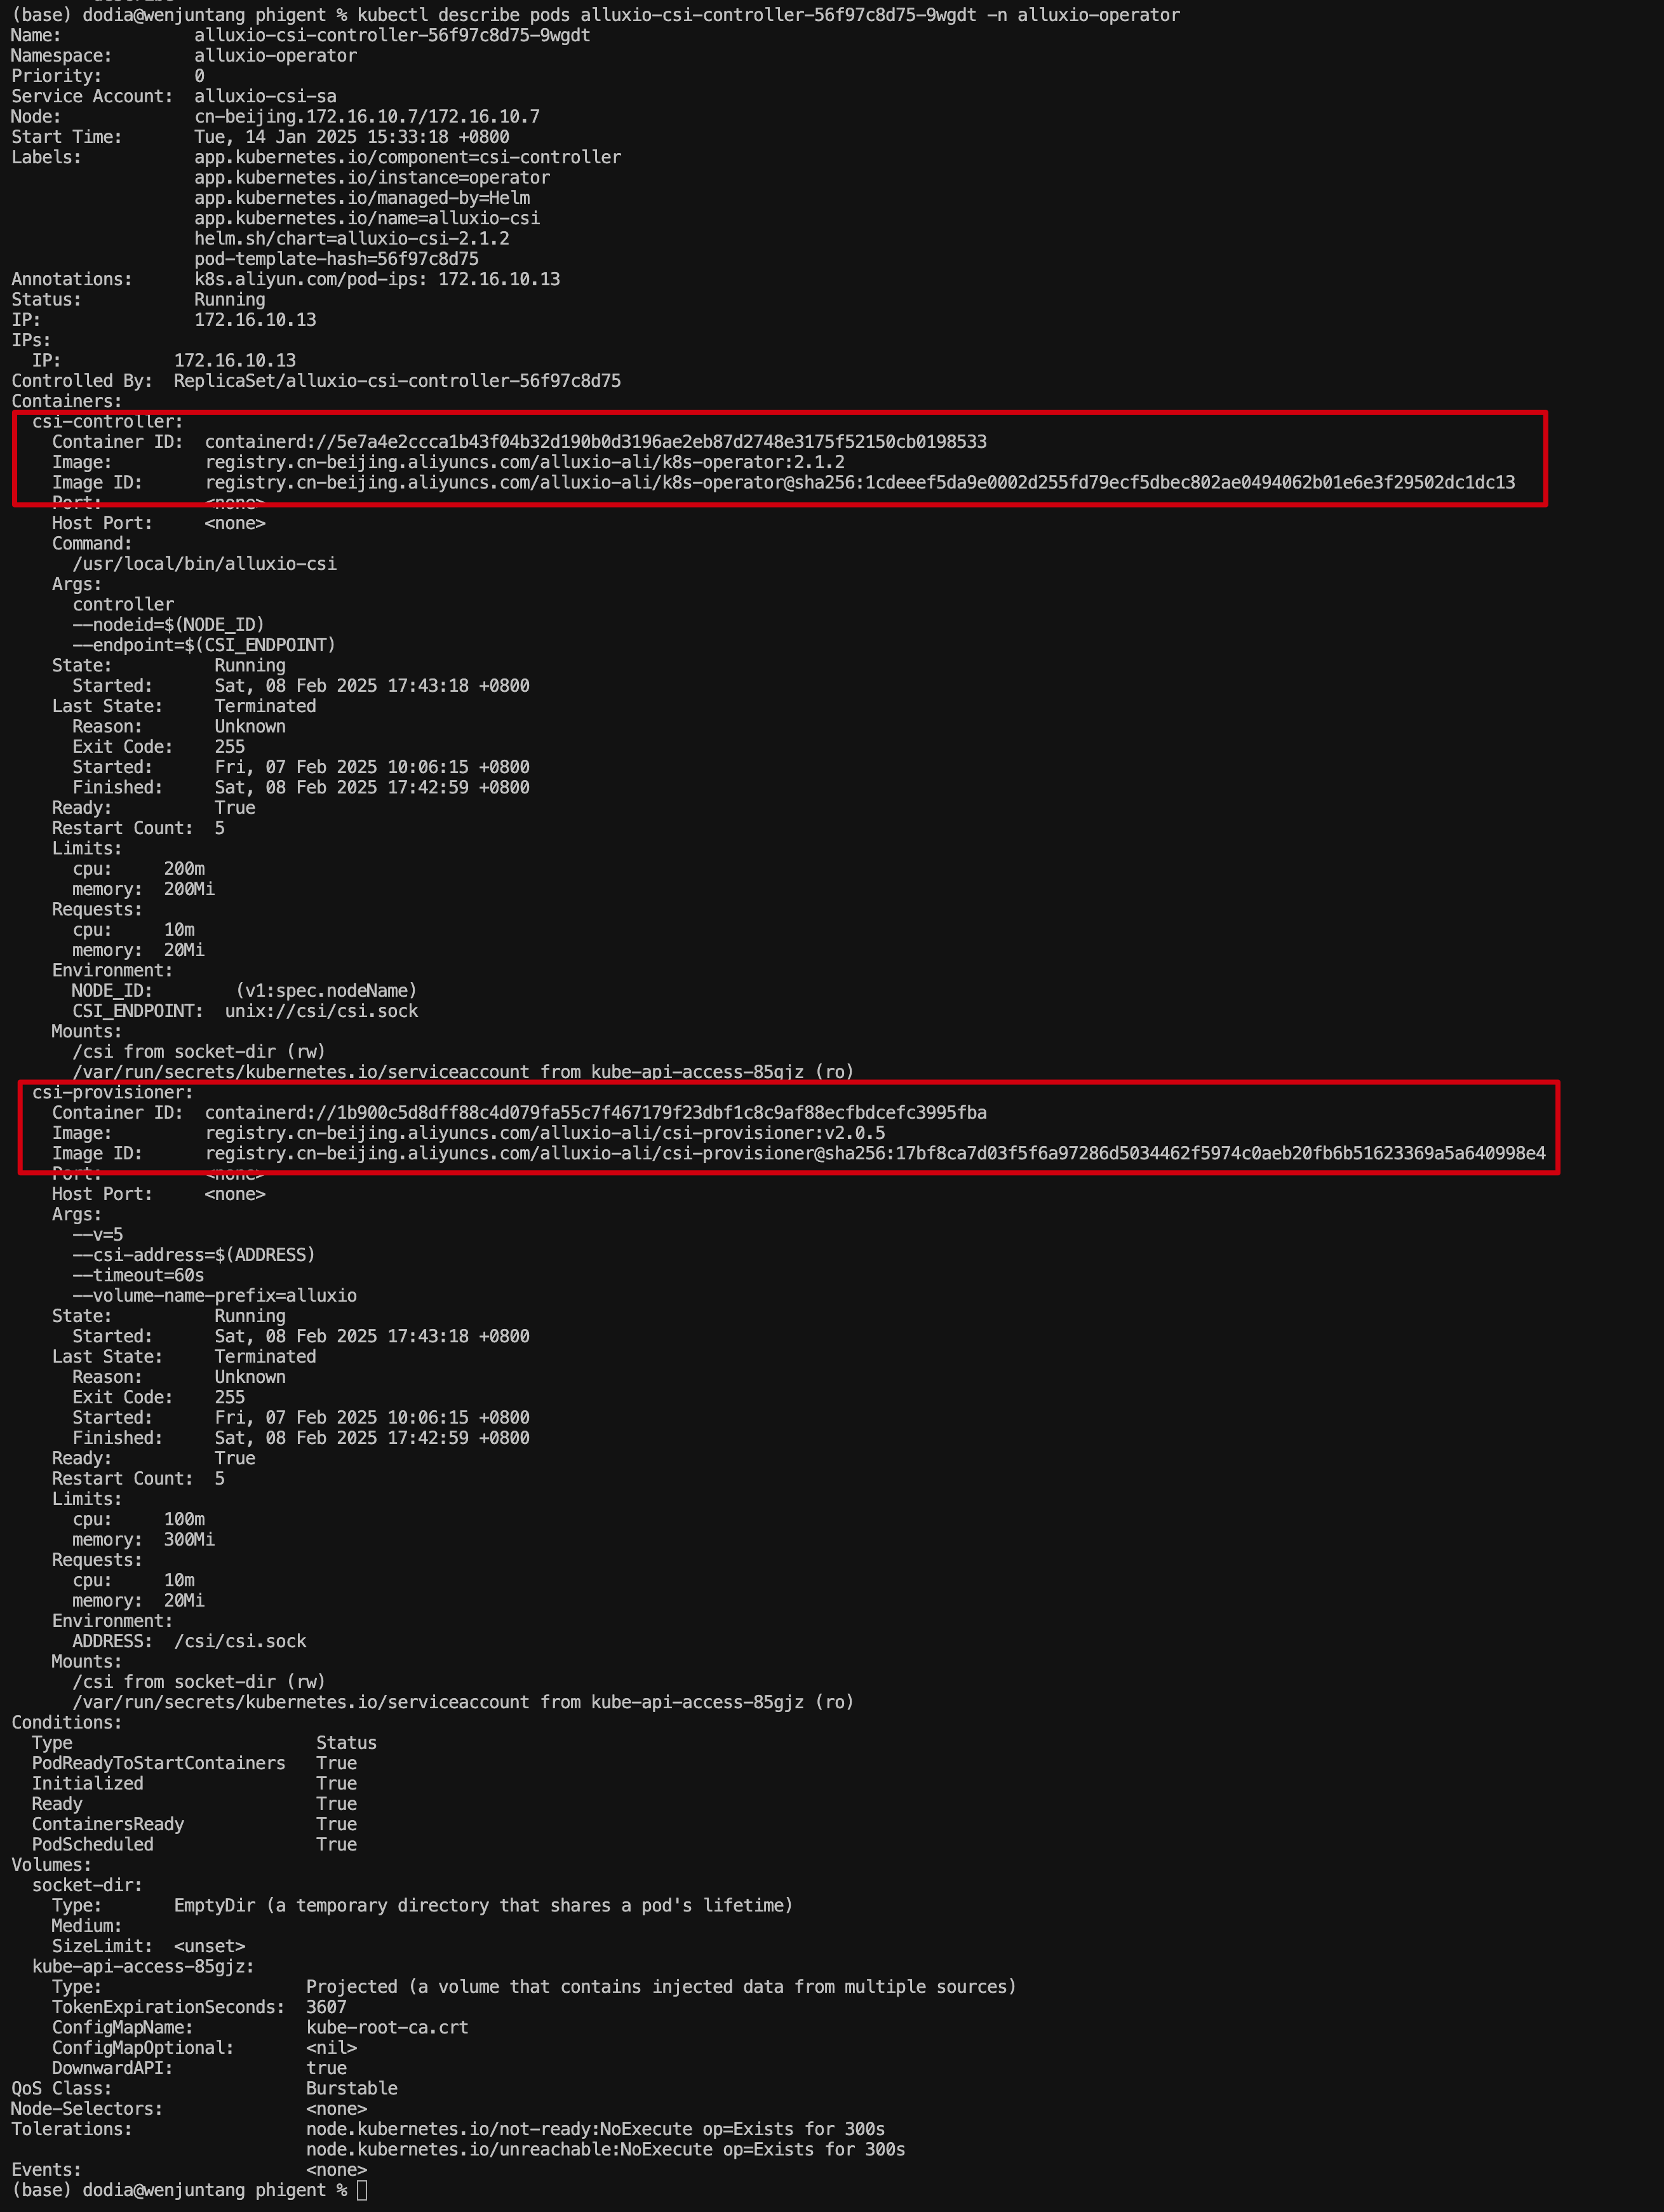 (base) dodia@wenjuntang phigent % kubectl describe pods alluxio-csi-controller-56f97c8d75-9wgdt -n alluxio-operator
Name:             alluxio-csi-controller-56f97c8d75-9wgdt
Namespace:        alluxio-operator
Priority:         0
Service Account:  alluxio-csi-sa
Node:             cn-beijing.172.16.10.7/172.16.10.7
Start Time:       Tue, 14 Jan 2025 15:33:18 +0800
Labels:           app.kubernetes.io/component=csi-controller
                  app.kubernetes.io/instance=operator
                  app.kubernetes.io/managed-by=Helm
                  app.kubernetes.io/name=alluxio-csi
                  helm.sh/chart=alluxio-csi-2.1.2
                  pod-template-hash=56f97c8d75
Annotations:      k8s.aliyun.com/pod-ips: 172.16.10.13
Status:           Running
IP:               172.16.10.13
IPs:
  IP:           172.16.10.13
Controlled By:  ReplicaSet/alluxio-csi-controller-56f97c8d75
Containers:
  csi-controller:
    Container ID:  containerd://5e7a4e2ccca1b43f04b32d190b0d3196ae2eb87d2748e3175f52150cb0198533
    Image:         registry.cn-beijing.aliyuncs.com/alluxio-ali/k8s-operator:2.1.2
    Image ID:      registry.cn-beijing.aliyuncs.com/alluxio-ali/k8s-operator@sha256:1cdeeef5da9e0002d255fd79ecf5dbec802ae0494062b01e6e3f29502dc1dc13
    Port:          <none>
    Host Port:     <none>
    Command:
      /usr/local/bin/alluxio-csi
    Args:
      controller
      --nodeid=$(NODE_ID)
      --endpoint=$(CSI_ENDPOINT)
    State:          Running
      Started:      Sat, 08 Feb 2025 17:43:18 +0800
    Last State:     Terminated
      Reason:       Unknown
      Exit Code:    255
      Started:      Fri, 07 Feb 2025 10:06:15 +0800
      Finished:     Sat, 08 Feb 2025 17:42:59 +0800
    Ready:          True
    Restart Count:  5
    Limits:
      cpu:     200m
      memory:  200Mi
    Requests:
      cpu:     10m
      memory:  20Mi
    Environment:
      NODE_ID:        (v1:spec.nodeName)
      CSI_ENDPOINT:  unix://csi/csi.sock
    Mounts:
      /csi from socket-dir (rw)
      /var/run/secrets/kubernetes.io/serviceaccount from kube-api-access-85gjz (ro)
  csi-provisioner:
    Container ID:  containerd://1b900c5d8dff88c4d079fa55c7f467179f23dbf1c8c9af88ecfbdcefc3995fba
    Image:         registry.cn-beijing.aliyuncs.com/alluxio-ali/csi-provisioner:v2.0.5
    Image ID:      registry.cn-beijing.aliyuncs.com/alluxio-ali/csi-provisioner@sha256:17bf8ca7d03f5f6a97286d5034462f5974c0aeb20fb6b51623369a5a640998e4
    Port:          <none>
    Host Port:     <none>
    Args:
      --v=5
      --csi-address=$(ADDRESS)
      --timeout=60s
      --volume-name-prefix=alluxio
    State:          Running
      Started:      Sat, 08 Feb 2025 17:43:18 +0800
    Last State:     Terminated
      Reason:       Unknown
      Exit Code:    255
      Started:      Fri, 07 Feb 2025 10:06:15 +0800
      Finished:     Sat, 08 Feb 2025 17:42:59 +0800
    Ready:          True
    Restart Count:  5
    Limits:
      cpu:     100m
      memory:  300Mi
    Requests:
      cpu:     10m
      memory:  20Mi
    Environment:
      ADDRESS:  /csi/csi.sock
    Mounts:
      /csi from socket-dir (rw)
      /var/run/secrets/kubernetes.io/serviceaccount from kube-api-access-85gjz (ro)
Conditions:
  Type                        Status
  PodReadyToStartContainers   True
  Initialized                 True
  Ready                       True
  ContainersReady             True
  PodScheduled                True
Volumes:
  socket-dir:
    Type:       EmptyDir (a temporary directory that shares a pod's lifetime)
    Medium:
    SizeLimit:  <unset>
  kube-api-access-85gjz:
    Type:                    Projected (a volume that contains injected data from multiple sources)
    TokenExpirationSeconds:  3607
    ConfigMapName:           kube-root-ca.crt
    ConfigMapOptional:       <nil>
    DownwardAPI:             true
QoS Class:                   Burstable
Node-Selectors:              <none>
Tolerations:                 node.kubernetes.io/not-ready:NoExecute op=Exists for 300s
                             node.kubernetes.io/unreachable:NoExecute op=Exists for 300s
Events:                      <none>
(base) dodia@wenjuntang phigent %